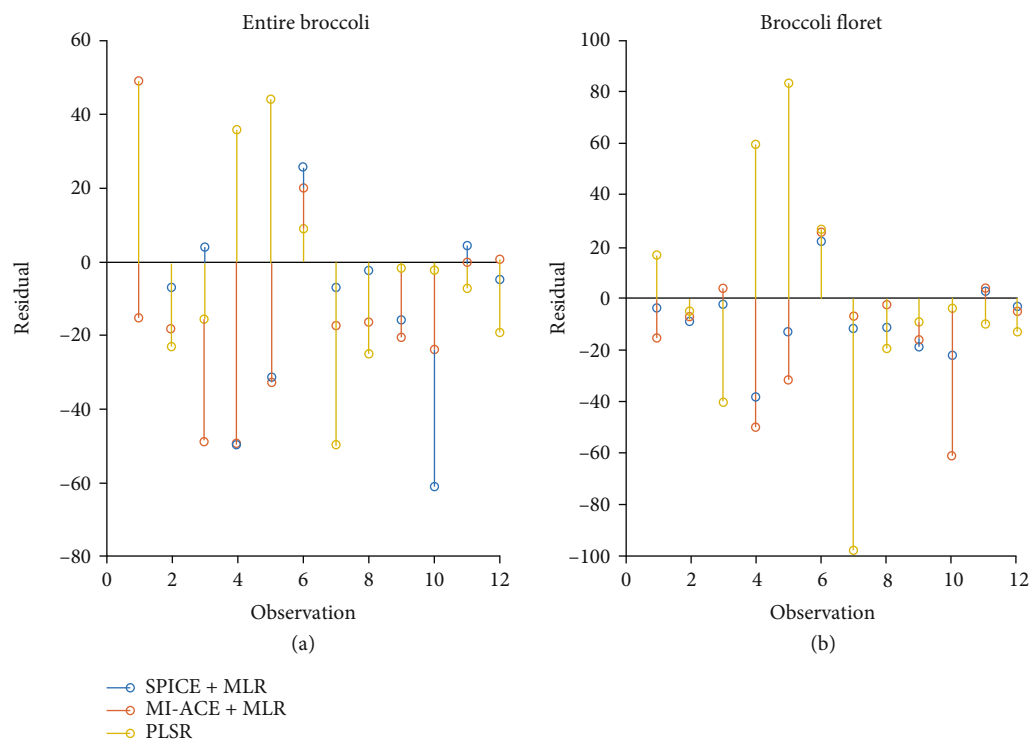 Entire broccoli
60
40
20
0
−20
−40
−60
−80
Residual
0 2 4 6 8 10 12
Observation
(a)
Broccoli floret
100
80
60
40
20
0
−20
−40
−60
−80
−100
Residual
0 2 4 6 8 10 12
Observation
(b)
SPICE + MLR
MI-ACE + MLR
PLSR